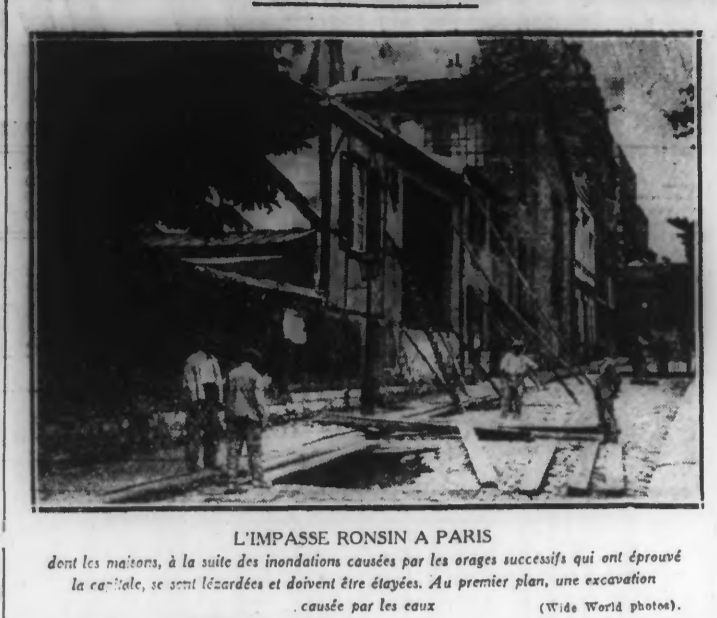 L'IMPASSE RONSIN A PARIS
dont les maisons, à la suite des inondations causées par les orages successifs qui ont éprouvé
la capitale, se sont lézardées et doivent être étayées. Au premier plan, une excavation
causée par les eaux (Wide World photos).